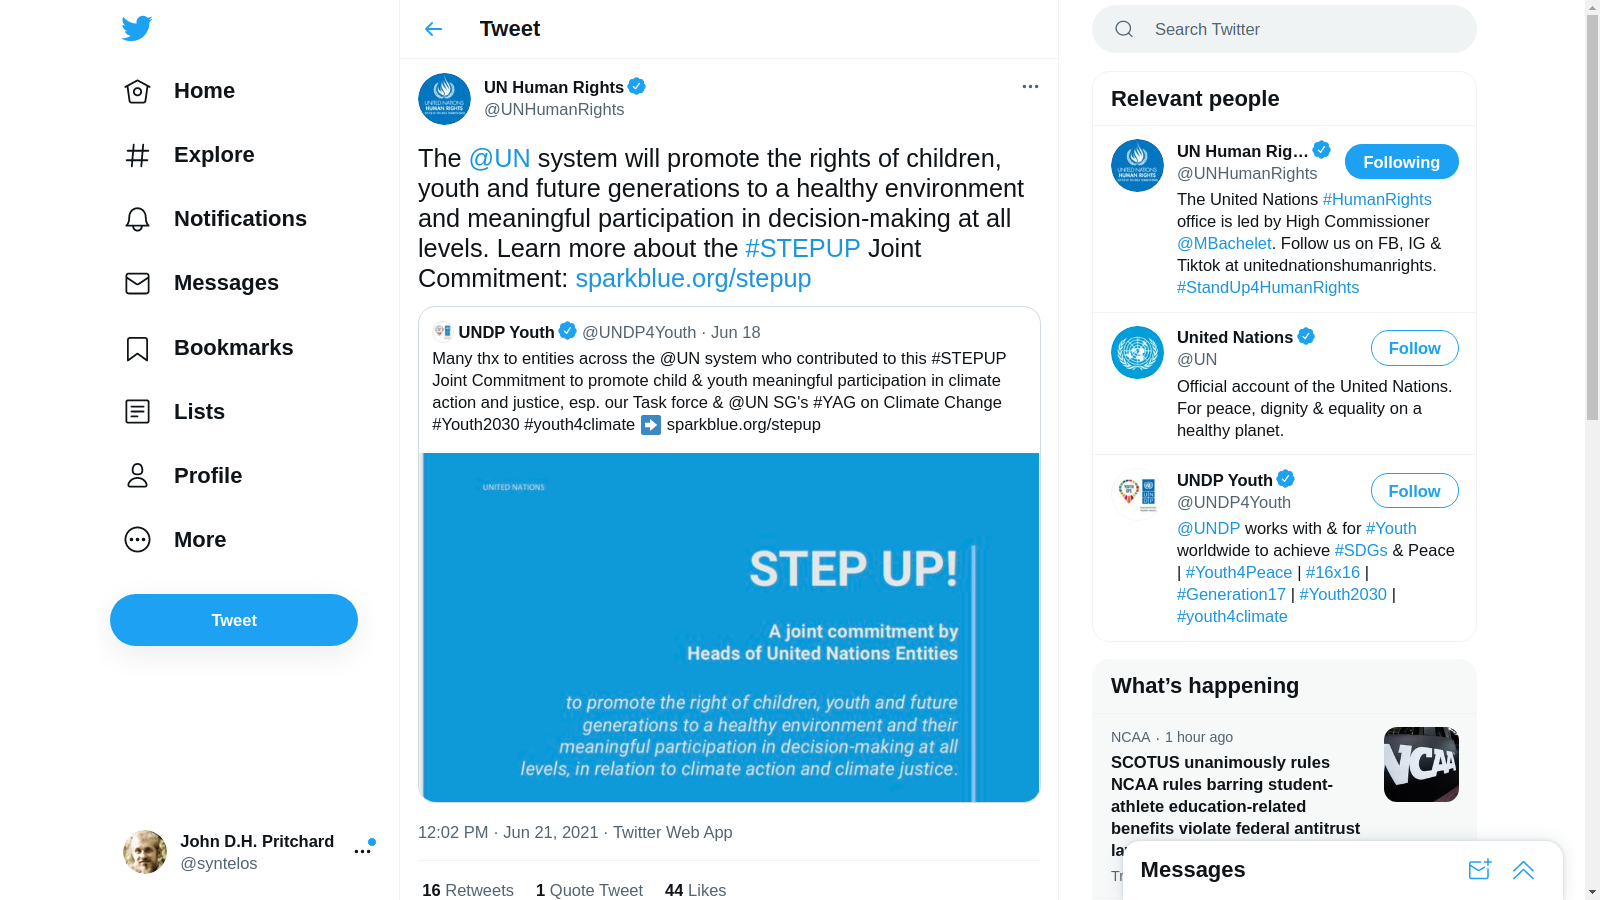 Tweet
Search Twitter
Home
Explore
Notifications
Messages
Bookmarks
Lists
Profile
More
Tweet
John D.H. Pritchard
@syntelos
UN Human Rights
@UNHumanRights
The @UN system will promote the rights of children,
youth and future generations to a healthy environment
and meaningful participation in decision-making at all
levels. Learn more about the #STEPUP Joint
Commitment: sparkblue.org/stepup
UNDP Youth @UNDP4Youth · Jun 18
Many thx to entities across the @UN system who contributed to this #STEPUP
Joint Commitment to promote child & youth meaningful participation in climate
action and justice, esp. our Task force & @UN SG's #YAG on Climate Change
#Youth2030 #youth4climate ➡ sparkblue.org/stepup
UNITED NATIONS
STEP UP!
A joint commitment by
Heads of United Nations Entities
to promote the right of children, youth and future
generations to a healthy environment and their
meaningful participation in decision-making at all
levels, in relation to climate action and climate justice.
12:02 PM · Jun 21, 2021 · Twitter Web App
16 Retweets 1 Quote Tweet 44 Likes
Relevant people
UN Human Rig…
@UNHumanRights
Following
The United Nations #HumanRights
office is led by High Commissioner
@MBachelet. Follow us on FB, IG &
Tiktok at unitednationshumanrights.
#StandUp4HumanRights
United Nations
@UN
Follow
Official account of the United Nations.
For peace, dignity & equality on a
healthy planet.
UNDP Youth
@UNDP4Youth
Follow
@UNDP works with & for #Youth
worldwide to achieve #SDGs & Peace
| #Youth4Peace | #16x16 |
#Generation17 | #Youth2030 |
#youth4climate
What's happening
NCAA · 1 hour ago
SCOTUS unanimously rules
NCAA rules barring student-
athlete education-related
benefits violate federal antitrust
NCAA
Messages